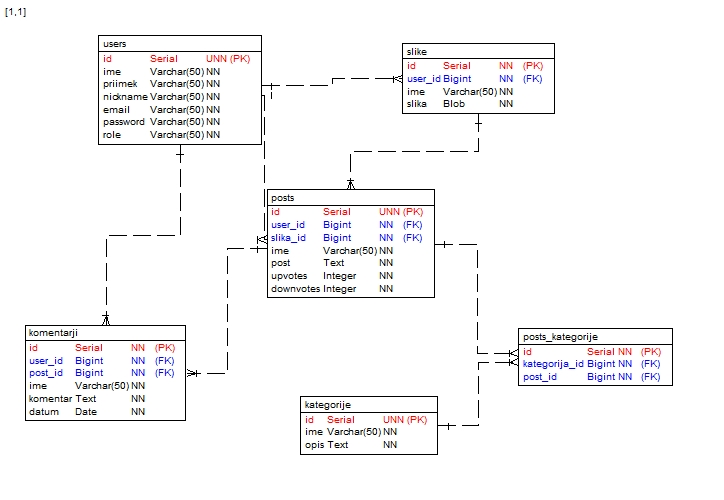 [1,1]
users
id Serial UNN (PK)
ime Varchar(50) NN
priimek Varchar(50) NN
nickname Varchar(50) NN
email Varchar(50) NN
password Varchar(50) NN
role Varchar(50) NN
slike
id Serial NN (PK)
user_id Bigint NN (FK)
ime Varchar(50) NN
slika Blob NN
posts
id Serial UNN (PK)
user_id Bigint NN (FK)
slika_id Bigint NN (FK)
ime Varchar(50) NN
post Text NN
upvotes Integer NN
downvotes Integer NN
komentarji
id Serial NN (PK)
user_id Bigint NN (FK)
post_id Bigint NN (FK)
ime Varchar(50) NN
komentar Text NN
datum Date NN
posts_kategorije
id Serial NN (PK)
kategorija_id Bigint NN (FK)
post_id Bigint NN (FK)
kategorije
id Serial UNN (PK)
ime Varchar(50) NN
opis Text NN